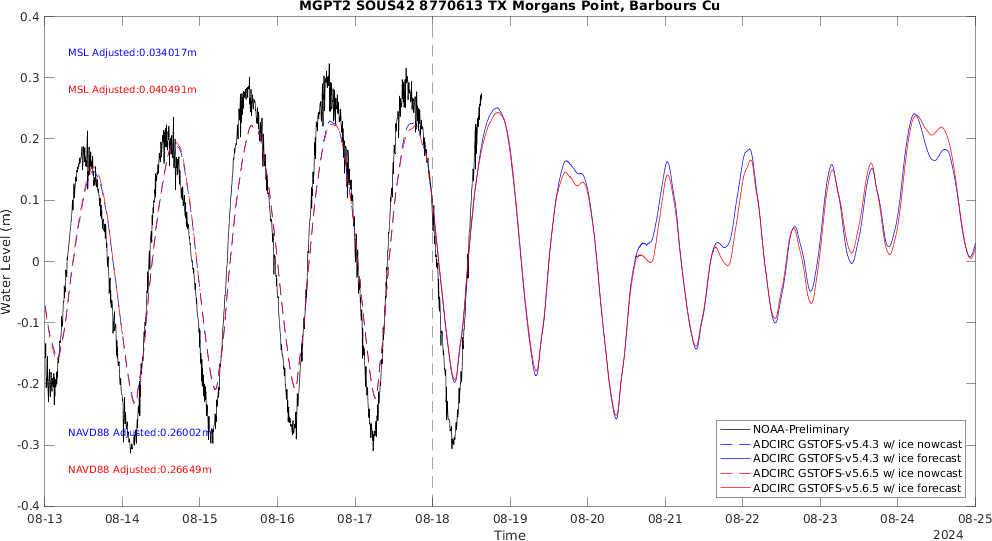 MGPT2 SOUS42 8770613 TX Morgans Point, Barbours Cu
MSL Adjusted:0.034017m
MSL Adjusted:0.040491m
NAVD88 Adjusted:0.26002m
NAVD88 Adjusted:0.26649m
Water Level (m)
0.4
0.3
0.2
0.1
0
-0.1
-0.2
-0.3
-0.4
NOAA-Preliminary
ADCIRC GSTOFS-v5.4.3 w/ ice nowcast
ADCIRC GSTOFS-v5.4.3 w/ ice forecast
ADCIRC GSTOFS-v5.6.5 w/ ice nowcast
ADCIRC GSTOFS-v5.6.5 w/ ice forecast
08-13 08-14 08-15 08-16 08-17 08-18 08-19 08-20 08-21 08-22 08-23 08-24 08-25
Time
2024